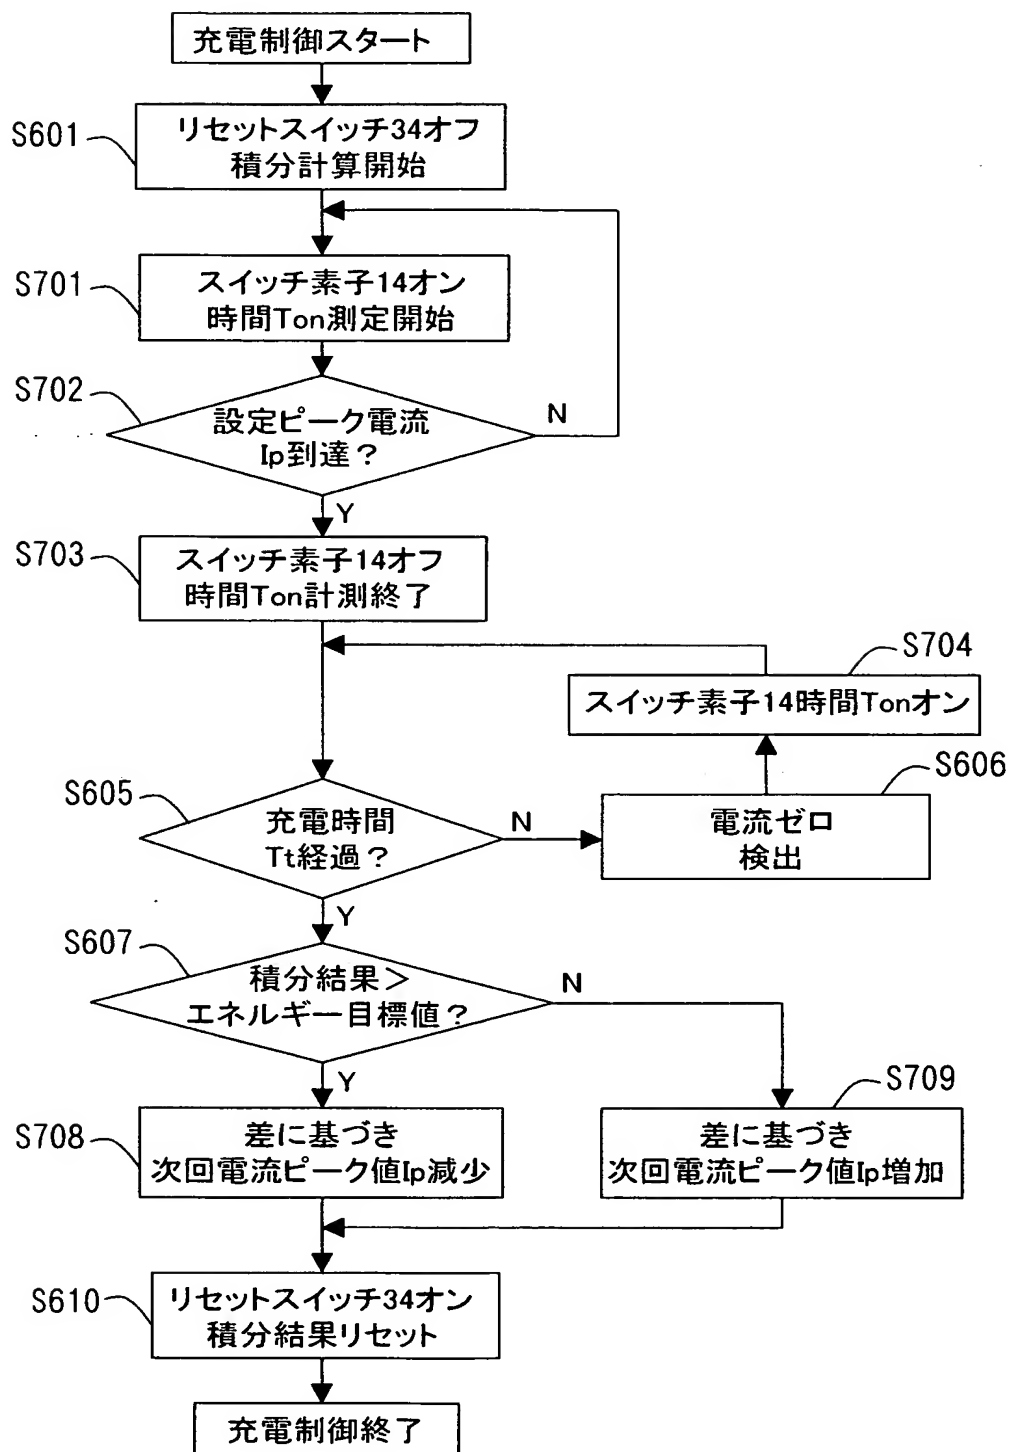 充電制御スタート
S601
リセットスイッチ34オフ
積分計算開始
S701
スイッチ素子14オン
時間Ton測定開始
S702
設定ピーク電流
Ip到達？
N
Y
S703
スイッチ素子14オフ
時間Ton計測終了
S704
スイッチ素子14時間Tonオン
S605
充電時間
Tt経過？
N
S606
電流ゼロ
検出
Y
S607
積分結果＞
エネルギー目標値？
N
Y
S708
差に基づき
次回電流ピーク値Ip減少
S709
差に基づき
次回電流ピーク値Ip増加
S610
リセットスイッチ34オン
積分結果リセット
充電制御終了